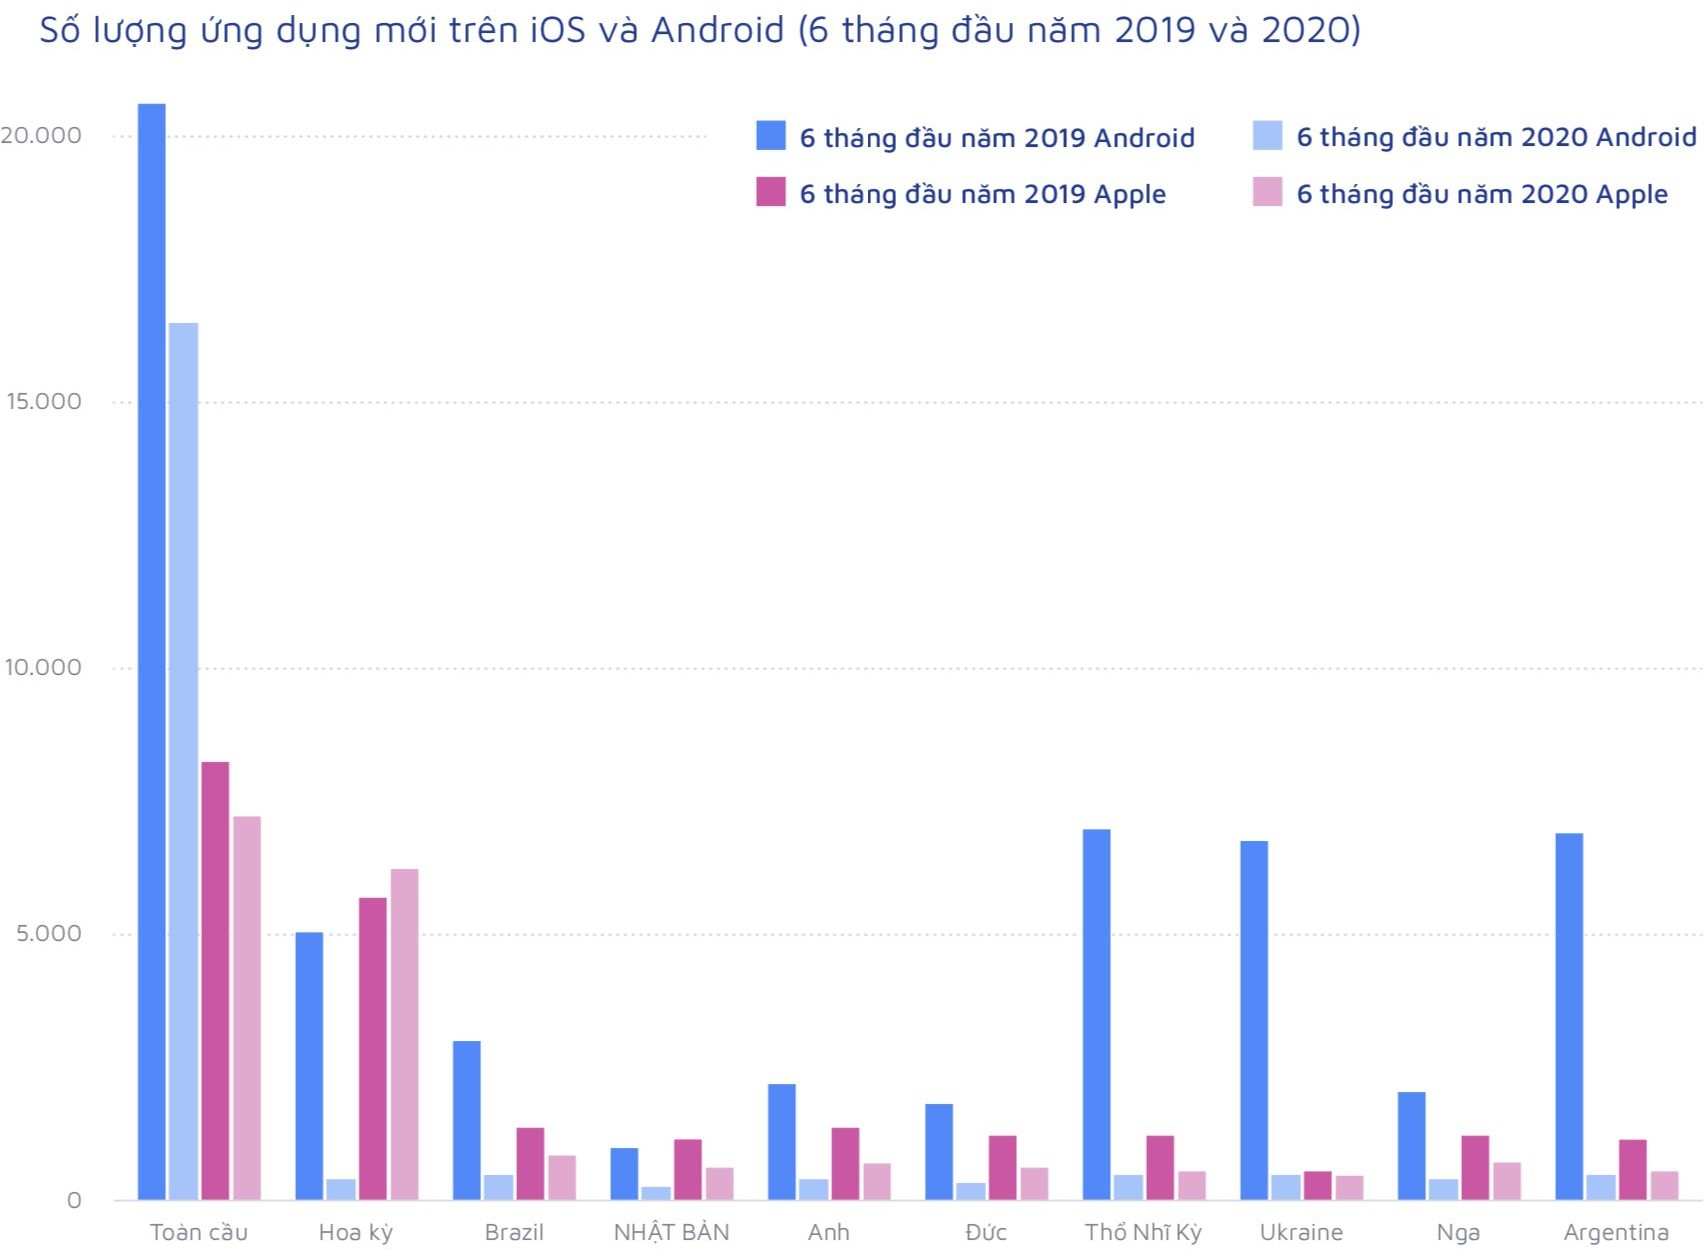 Số lượng ứng dụng mới trên iOS và Android (6 tháng đầu năm 2019 và 2020)
6 tháng đầu năm 2019 Android
6 tháng đầu năm 2020 Android
6 tháng đầu năm 2019 Apple
6 tháng đầu năm 2020 Apple
20.000
15.000
10.000
5.000
0
Toàn cầu
Hoa kỳ
Brazil
NHẬT BẢN
Anh
Đức
Thổ Nhĩ Kỳ
Ukraine
Nga
Argentina